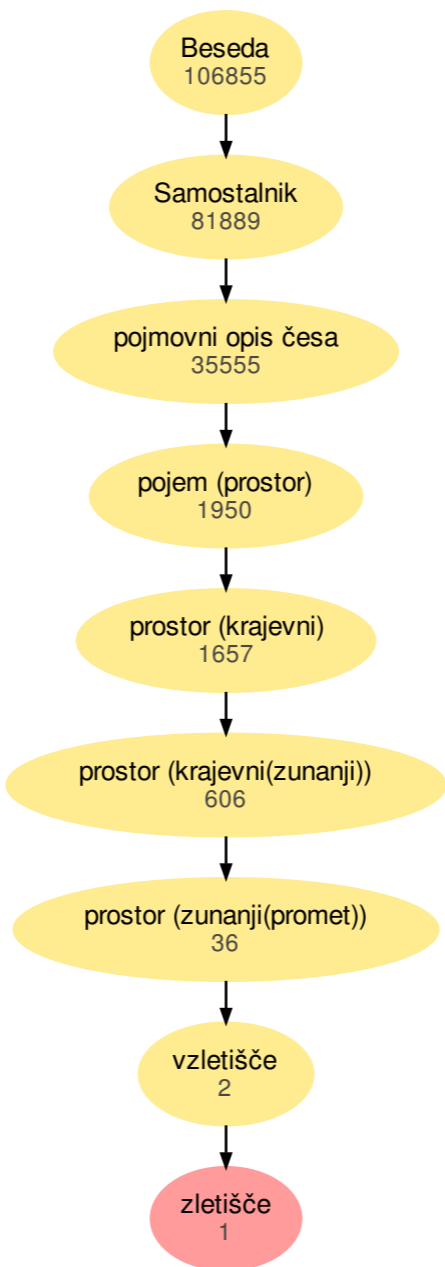 Beseda
106855
Samostalnik
81889
pojmovni opis česa
35555
pojem (prostor)
1950
prostor (krajevni)
1657
prostor (krajevni(zunanji))
606
prostor (zunanji(promet))
36
vzletišče
2
zletišče
1